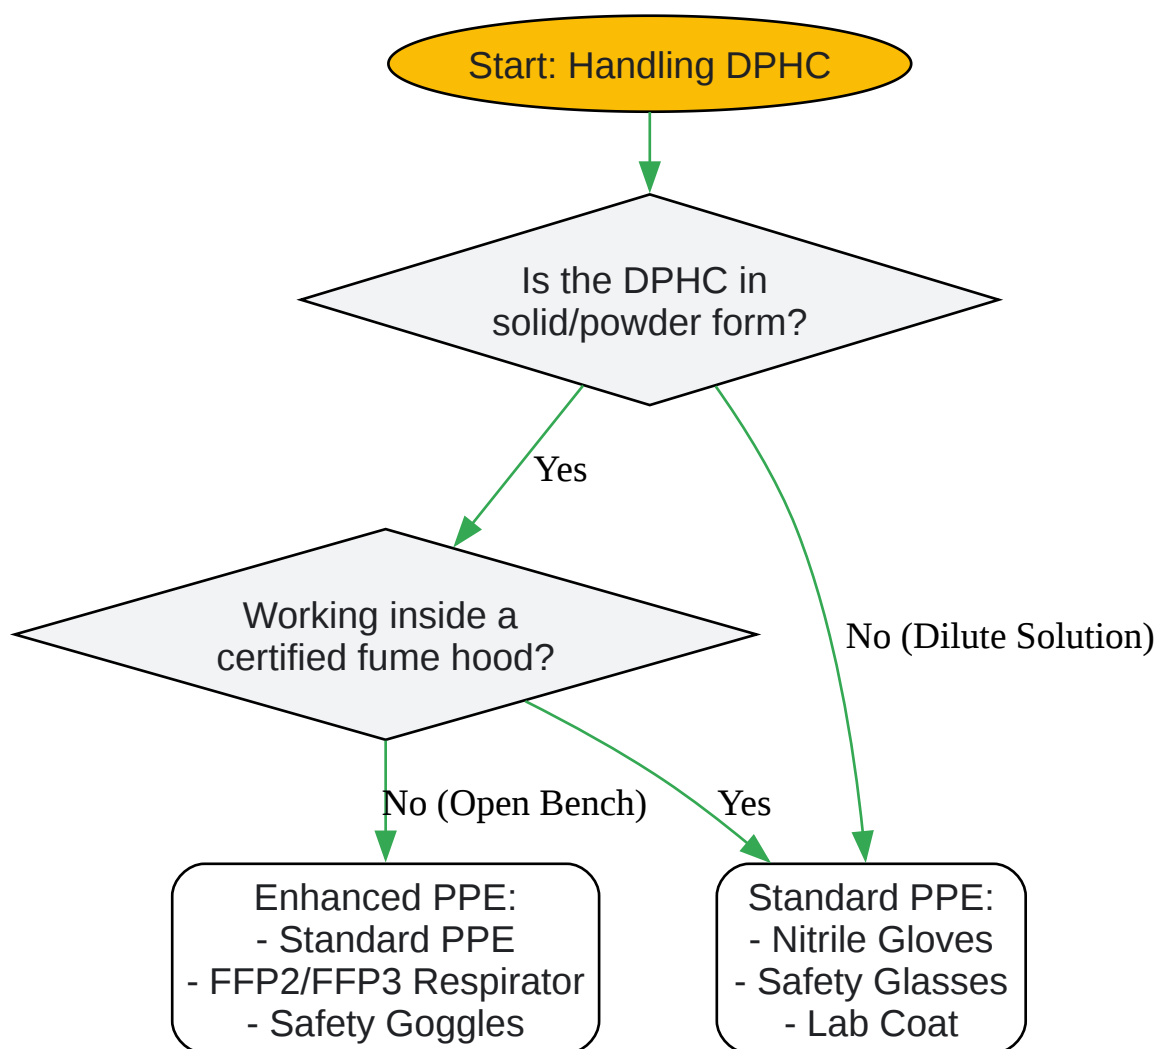 Start: Handling DPHC
Is the DPHC in
solid/powder form?
Yes
Working inside a
certified fume hood?
No (Dilute Solution)
No (Open Bench)
Yes
Enhanced PPE:
- Standard PPE
- FFP2/FFP3 Respirator
- Safety Goggles
Standard PPE:
- Nitrile Gloves
- Safety Glasses
- Lab Coat